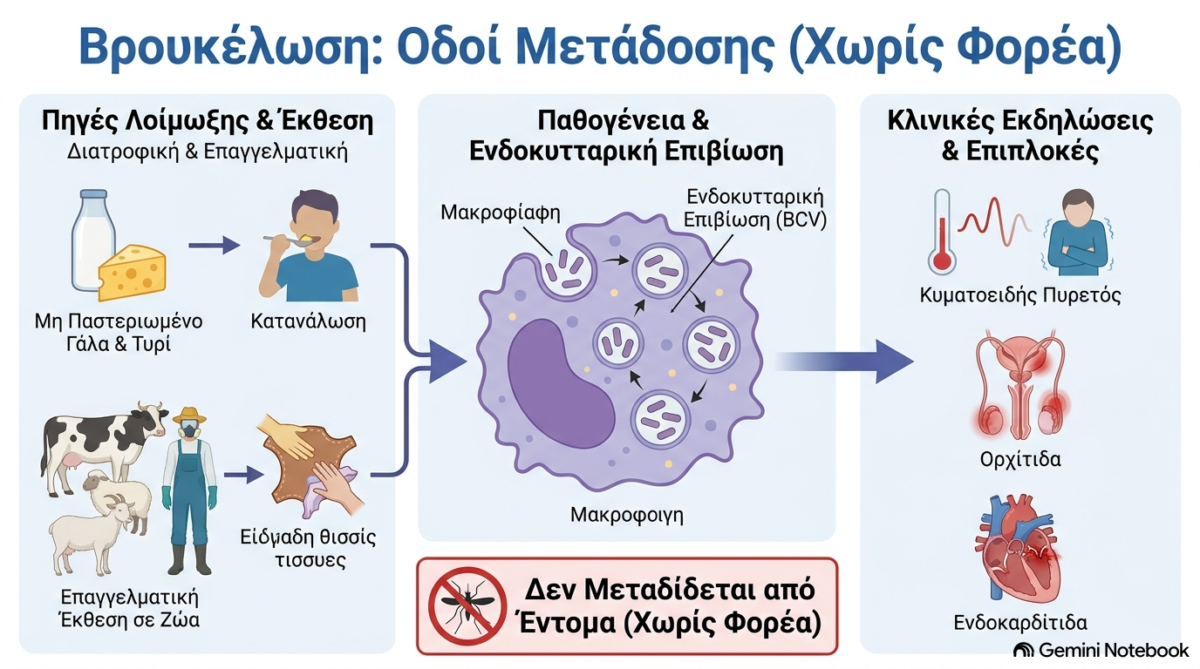 Βρουκέλωση: Οδοί Μετάδοσης (Χωρίς Φορέα)
Πηγές Λοίμωξης & Έκθεση
Διατροφική & Επαγγελματική
Μη Παστεριωμένο
Γάλα & Τυρί
Κατανάλωση
Επαγγελματική
Έκθεση σε Ζώα
Είδψαδη θισσίς
τισσυες
Παθογένεια &
Ενδοκυτταρική Επιβίωση
Μακροφίαφη
Ενδοκυτταρική
Επιβίωση (BCV)
Μακροφοιγη
Δεν Μεταδίδεται από
Έντομα (Χωρίς Φορέα)
Κλινικές Εκδηλώσεις
& Επιπλοκές
Κυματοειδής Πυρετός
Ορχίτιδα
Ενδοκαρδίτιδα
Gemini Notebook